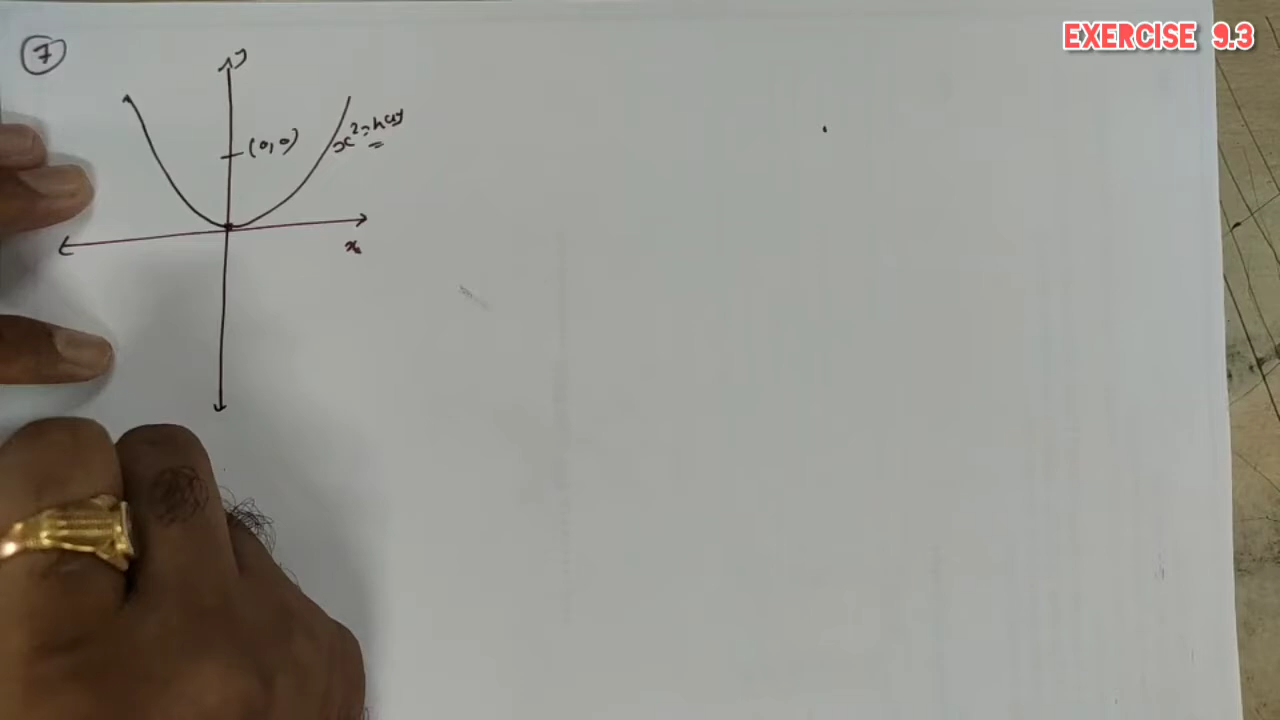 EXERCISE 9.3
7
y
(0,0)
x²=4ay
x